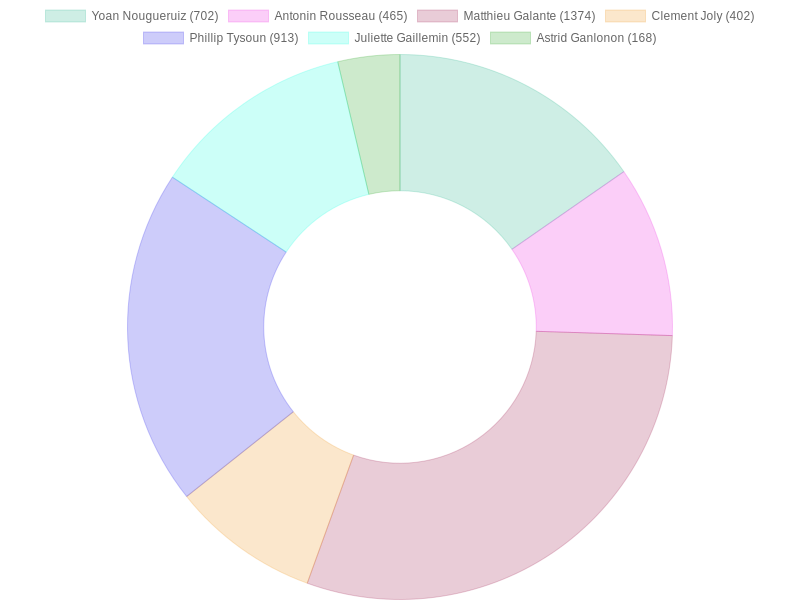 Yoan Nougueruiz (702) Antonin Rousseau (465) Matthieu Galante (1374) Clement Joly (402)
Phillip Tysoun (913) Juliette Gaillemin (552) Astrid Ganlonon (168)